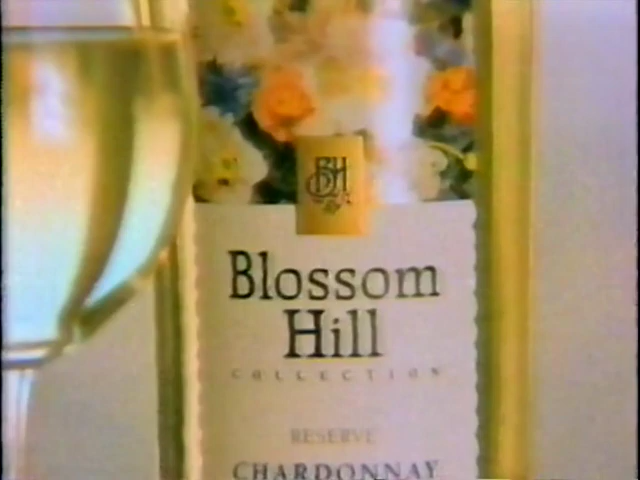 BH
Blossom
Hill
COLLECTION
RESERVE
CHARDONNAY